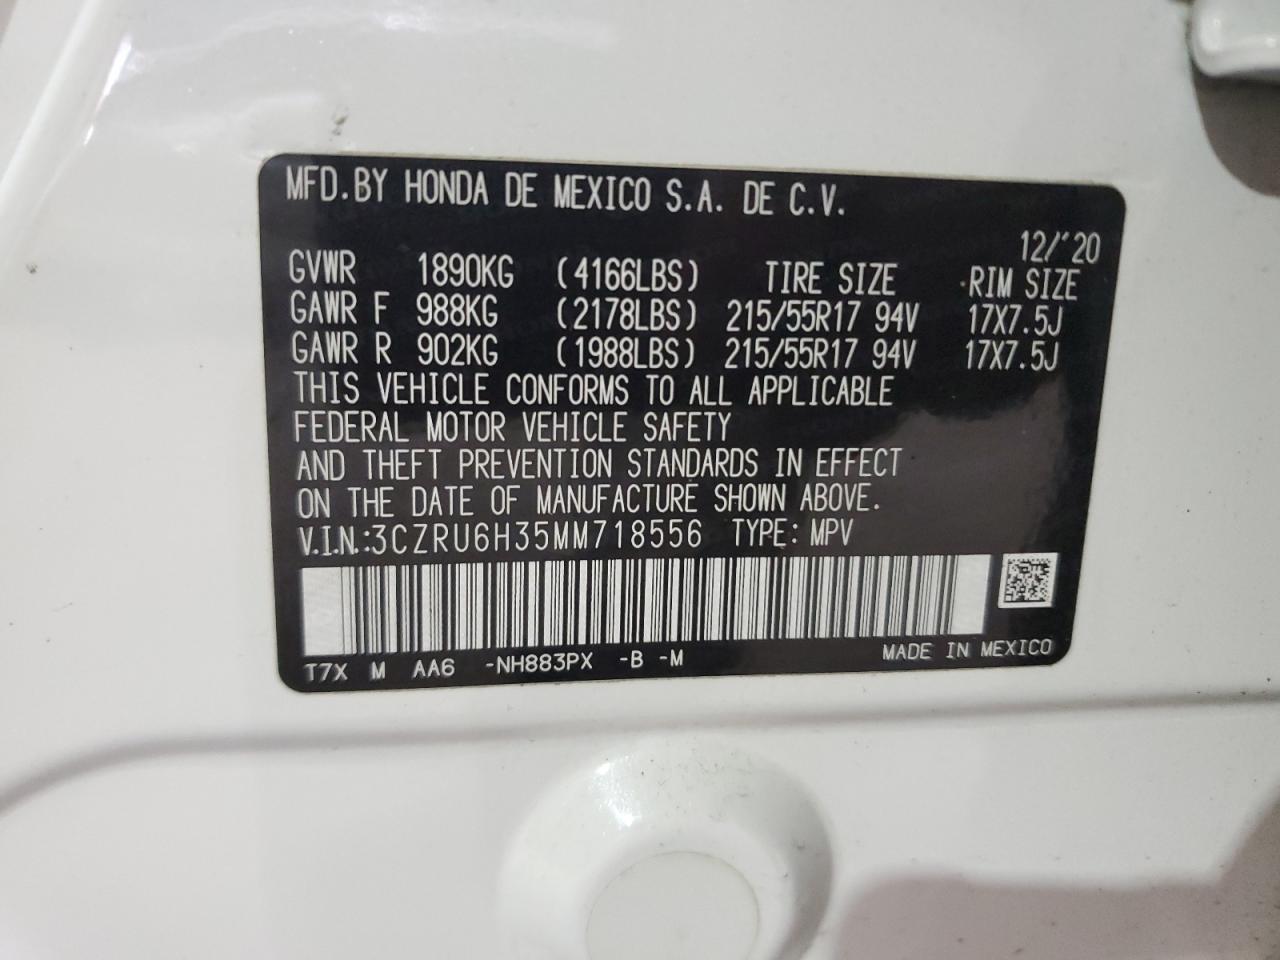 MFD.BY HONDA DE MEXICO S.A. DE C.V.
12/'20
GVWR 1890KG (4166LBS) TIRE SIZE RIM SIZE
GAWR F 988KG (2178LBS) 215/55R17 94V 17X7.5J
GAWR R 902KG (1988LBS) 215/55R17 94V 17X7.5J
THIS VEHICLE CONFORMS TO ALL APPLICABLE
FEDERAL MOTOR VEHICLE SAFETY
AND THEFT PREVENTION STANDARDS IN EFFECT
ON THE DATE OF MANUFACTURE SHOWN ABOVE.
V.I.N.:3CZRU6H35MM718556 TYPE: MPV
T7X M AA6 -NH883PX -B -M MADE IN MEXICO